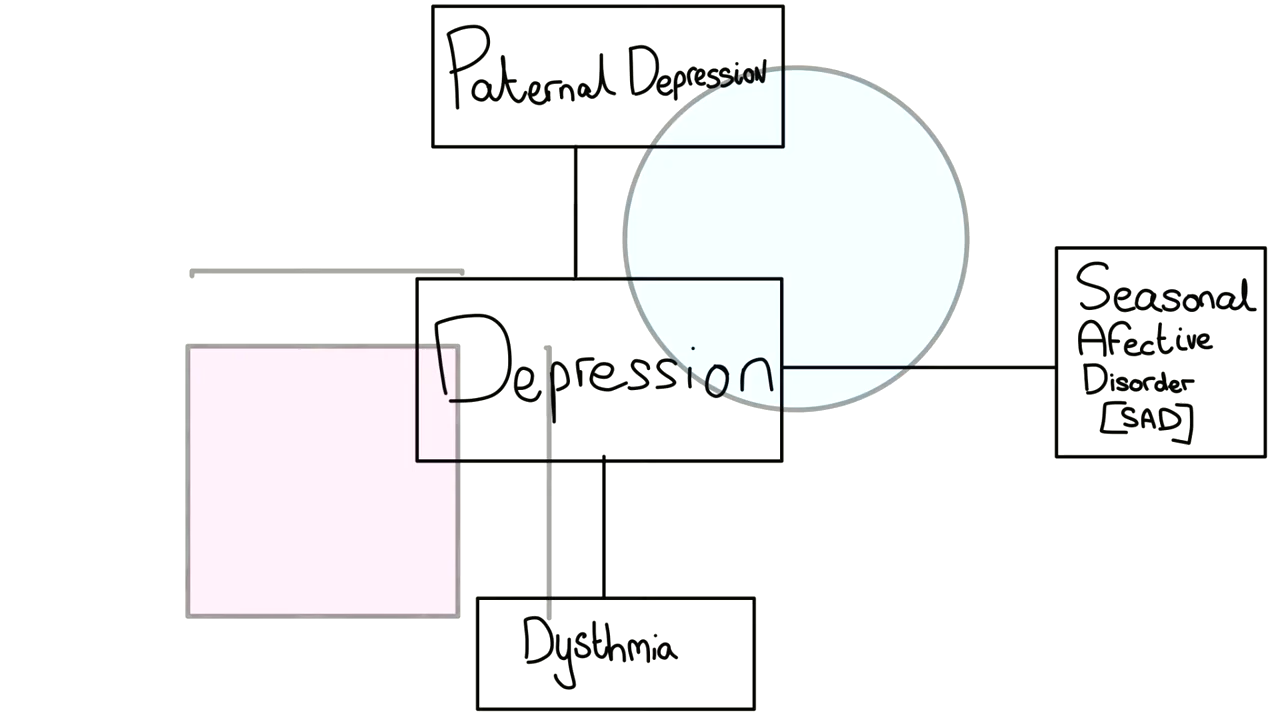 Paternal Depression
Depression
Seasonal
Afective
Disorder
[SAD]
Dysthmia